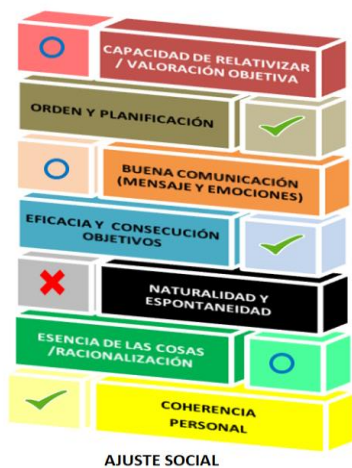 CAPACIDAD DE RELATIVIZAR
/ VALORACIÓN OBJETIVA
ORDEN Y PLANIFICACIÓN
BUENA COMUNICACIÓN
(MENSAJE Y EMOCIONES)
EFICACIA Y CONSECUCIÓN
OBJETIVOS
NATURALIDAD Y
ESPONTANEIDAD
ESENCIA DE LAS COSAS
/RACIONALIZACIÓN
COHERENCIA
PERSONAL
AJUSTE SOCIAL